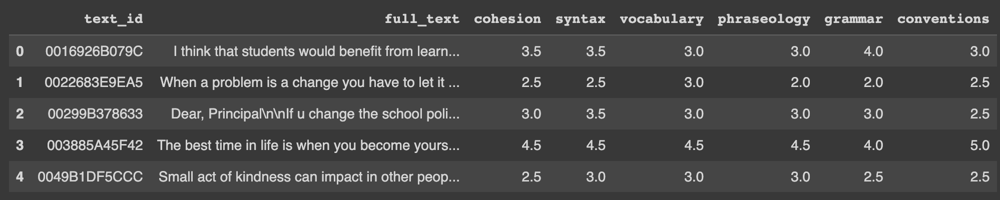 text_id full_text cohesion syntax vocabulary phraseology grammar conventions
0 0016926B079C I think that students would benefit from learn... 3.5 3.5 3.0 3.0 4.0 3.0
1 0022683E9EA5 When a problem is a change you have to let it ... 2.5 2.5 3.0 2.0 2.0 2.5
2 00299B378633 Dear, Principal\n\nIf u change the school poli... 3.0 3.5 3.0 3.0 3.0 2.5
3 003885A45F42 The best time in life is when you become yours... 4.5 4.5 4.5 4.5 4.0 5.0
4 0049B1DF5CCC Small act of kindness can impact in other peop... 2.5 3.0 3.0 3.0 2.5 2.5